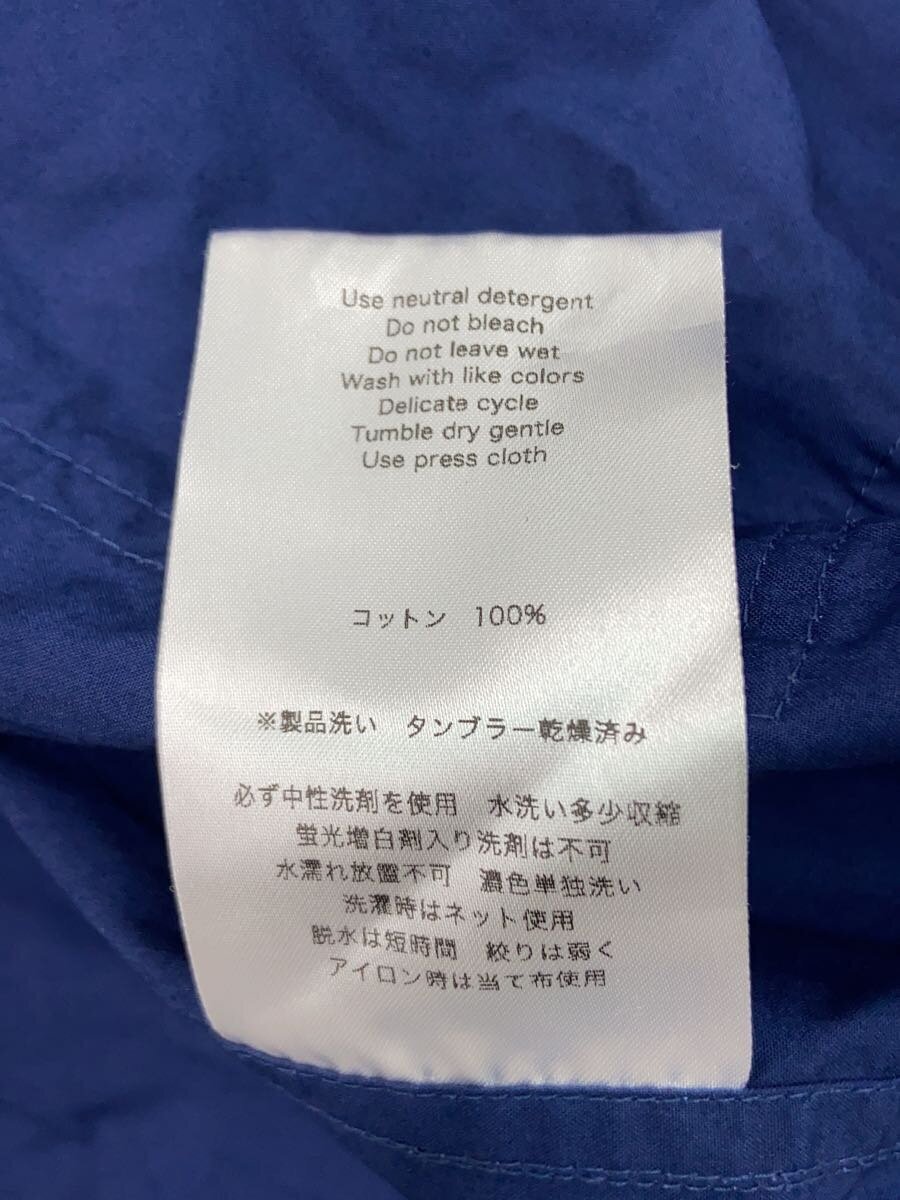 Use neutral detergent
Do not bleach
Do not leave wet
Wash with like colors
Delicate cycle
Tumble dry gentle
Use press cloth
コットン 100%
※製品洗い タンブラー乾燥済み
必ず中性洗剤を使用 水洗い多少収縮
蛍光増白剤入り洗剤は不可
水濡れ放置不可 濃色単独洗い
洗濯時はネット使用
脱水は短時間 絞りは弱く
アイロン時は当て布使用